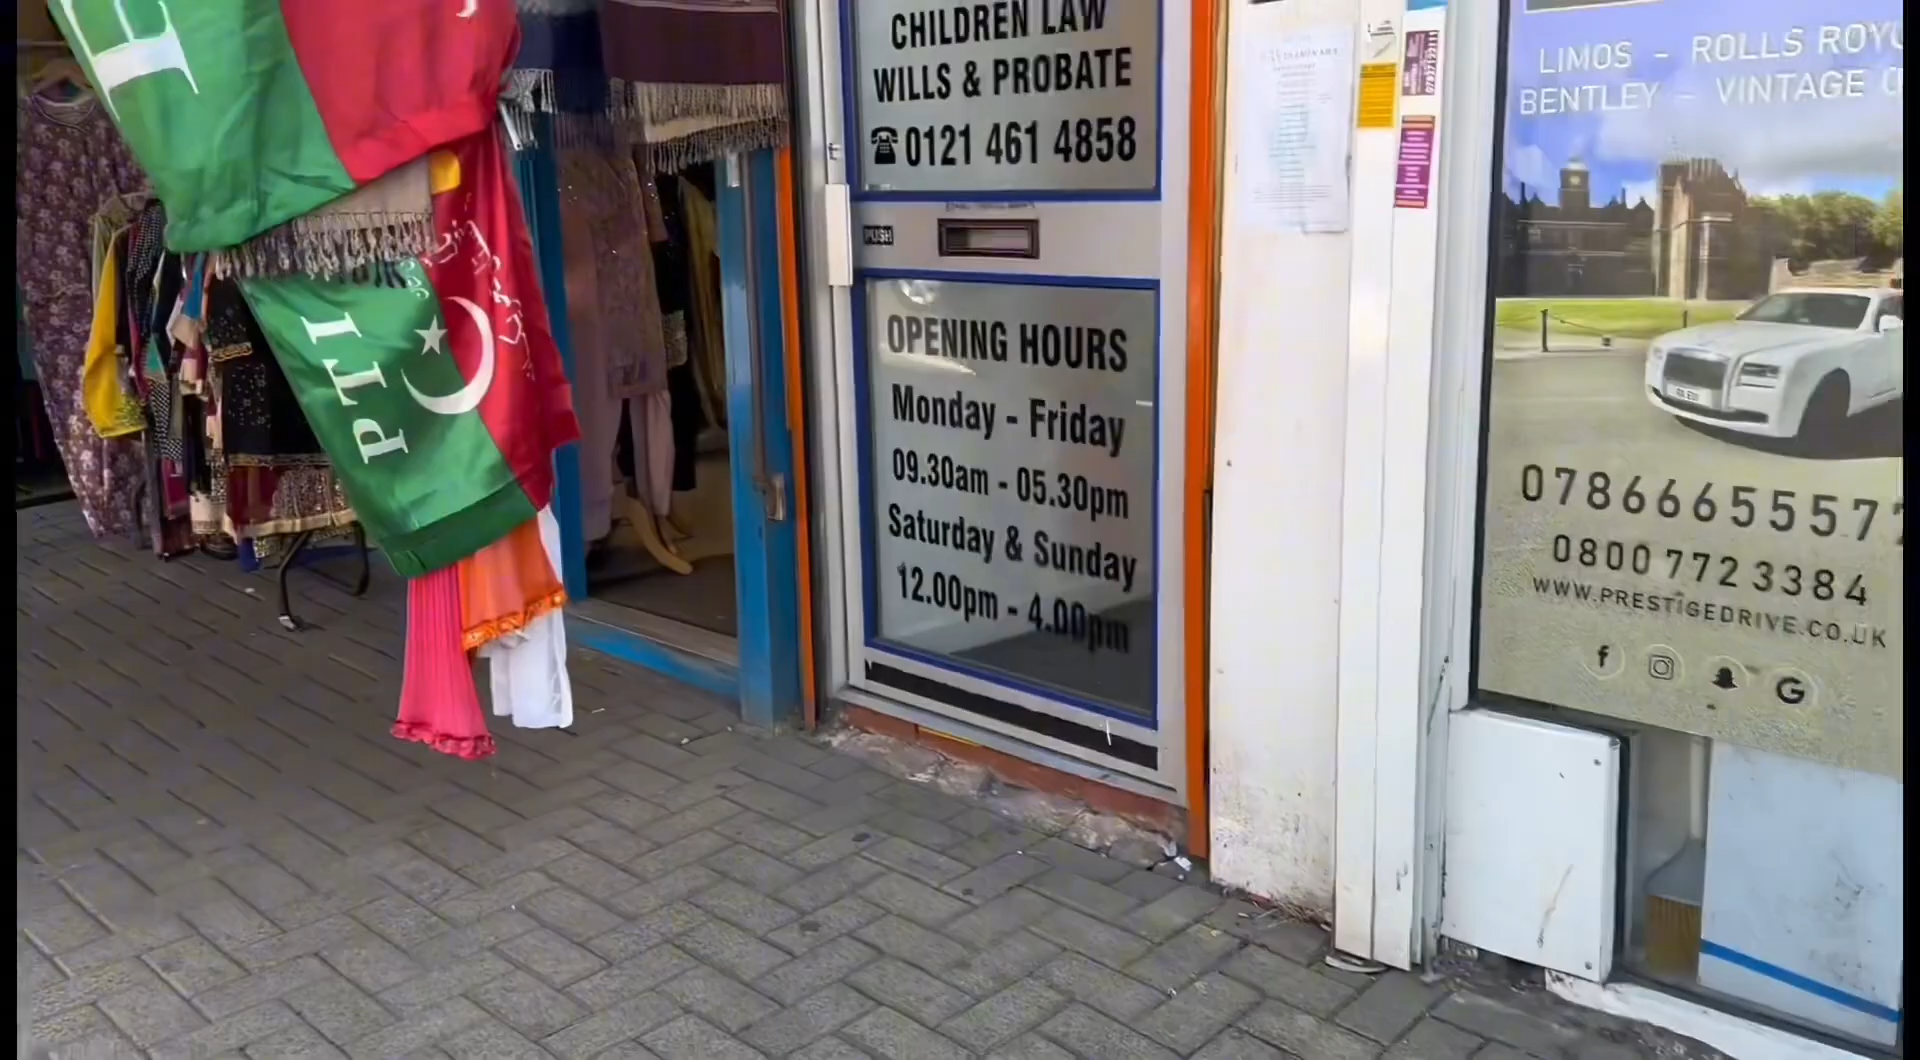 PTI
CHILDREN LAW
WILLS & PROBATE
☎0121 461 4858
PUSH
OPENING HOURS
Monday - Friday
09.30am - 05.30pm
Saturday & Sunday
12.00pm - 4.00pm
LIMOS - ROLLS ROY
BENTLEY - VINTAGE
0786665557
0800 772 3384
WWW.PRESTIGEDRIVE.CO.UK